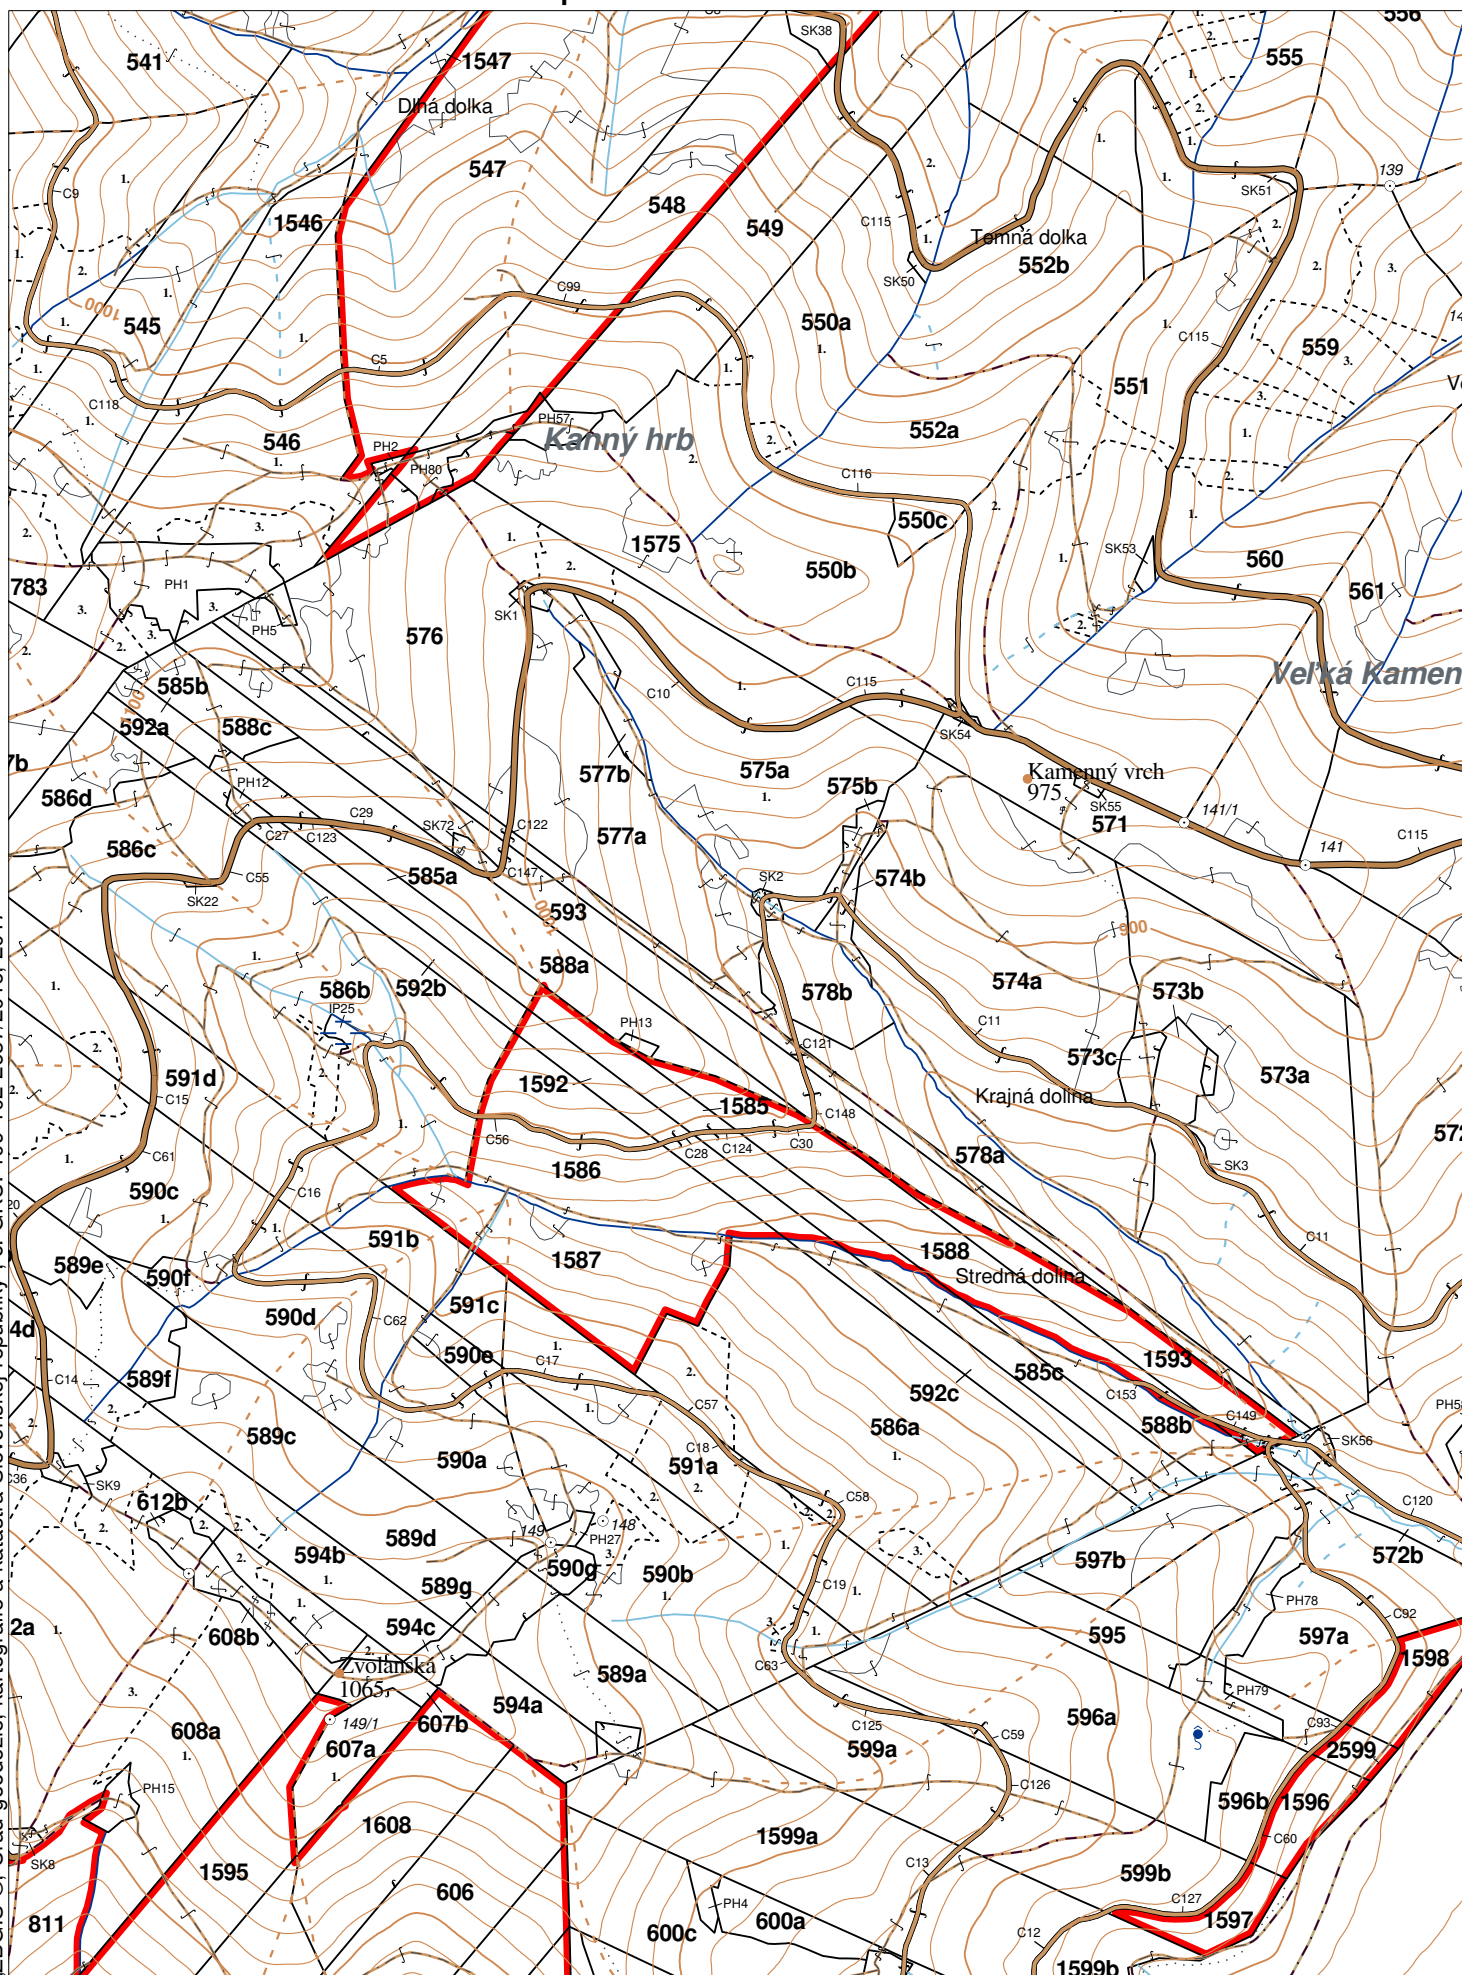 541
1547
Dlhá dolka
SK38
556
555
547
C9
1546
548
549
C115
Temná dolka
552b
SK50
SK51
139
1000
545
C99
550a
C5
C118
546
PH2
PH57
PH80
Kanný hrb
552a
551
C115
559
C116
550c
1575
550b
SK53
560
561
783
PH1
PH5
SK1
576
585b
592a
588c
C10
C115
Veľká Kamen
SK54
577b
575a
575b
Kamenný vrch
975
SK55
571
141/1
141
C115
7b
586d
PH12
C29
C27
C123
SK72
C122
577a
586c
C55
585a
C147
SK22
593
SK2
574b
588a
900
586b
592b
578b
574a
573b
JP25
PH13
C11
C121
573c
591d
1592
573a
C15
1585
C148
Krajná dolina
C56
C28
C124
C30
C61
1586
578a
SK3
590c
C16
591b
1587
1588
C11
589e
590f
Stredná dolina
591c
590d
C62
4d
590e
C17
1593
585c
C14
589f
592c
C153
C57
586a
588b
C149
589c
C18
SK56
590a
591a
C36
SK9
612b
C58
C120
149
148
589d
PH27
594b
590g
590b
597b
572b
589g
C19
PH78
2a
594c
608b
595
C92
597a
Zvolanská
1065
589a
C63
1598
594a
PH79
149/1
607b
608a
596a
607a
C125
C59
C93
599a
2599
PH15
C126
596b
1596
1608
1599a
C60
SK8
1595
C13
599b
606
C127
PH4
811
600c
600a
C12
1597
1599b